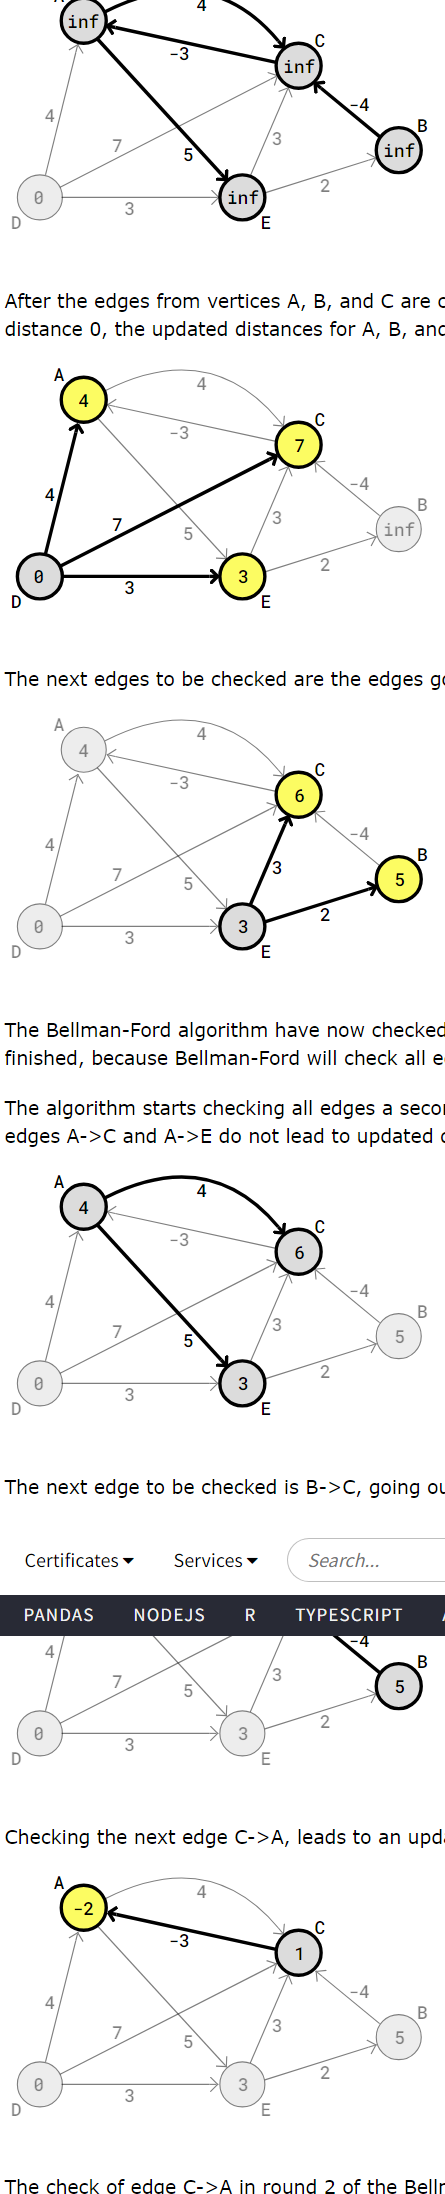 4
inf
C
-3
inf
-4
4
B
7
5
3
inf
2
0
inf
3
D
E
After the edges from vertices A, B, and C are
distance 0, the updated distances for A, B,
A
4
4
C
7
-3
-4
B
4
7
5
3
inf
2
0
3
3
D
E
The next edges to be checked are the edges
A
4
4
C
6
-3
-4
B
4
7
5
3
5
2
0
3
3
D
E
The Bellman-Ford algorithm have now checked
finished, because Bellman-Ford will check all
The algorithm starts checking all edges a
edges A->C and A->E do not lead to updated
A
4
4
C
6
-3
-4
B
4
7
5
3
5
2
0
3
3
D
E
The next edge to be checked is B->C, going
Certificates Services Search...
PANDAS NODEJS R TYPESCRIPT
4
-4
B
7
5
3
5
2
0
3
3
D
E
Checking the next edge C->A, leads to an
A
4
-2
C
1
-3
-4
B
4
7
5
3
5
2
0
3
3
D
E
The check of edge C->A in round 2 of the